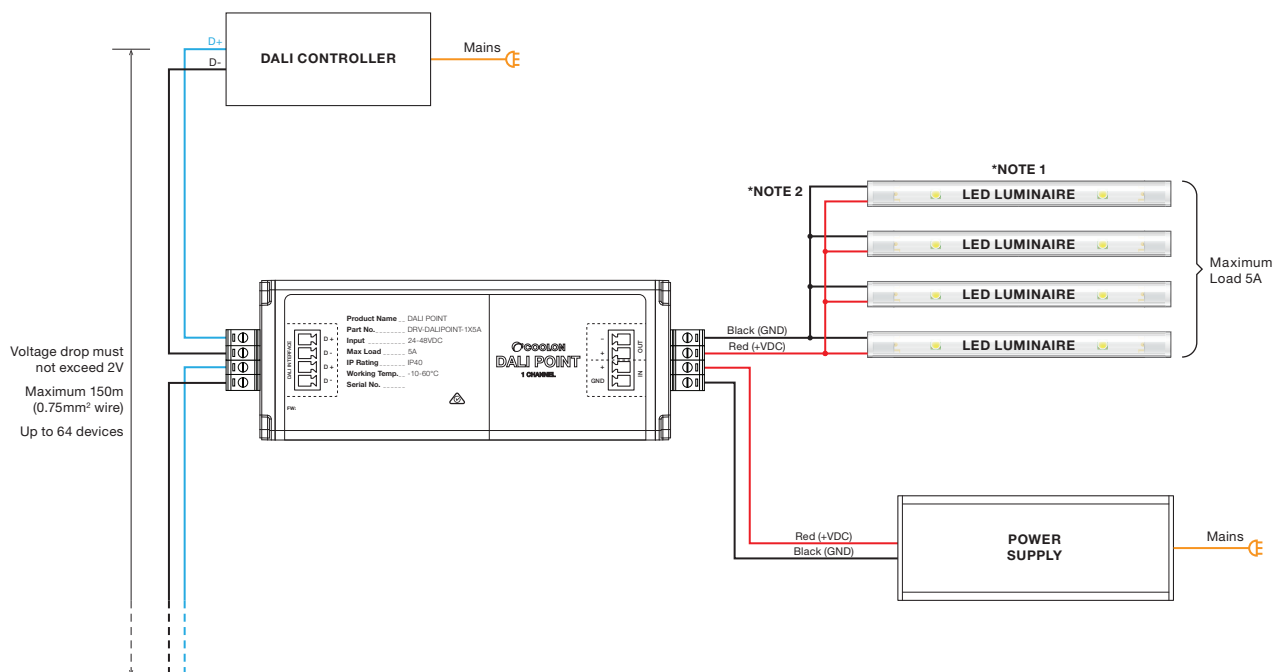 D+
D-
DALI CONTROLLER
Mains
*NOTE 1
*NOTE 2
LED LUMINAIRE
LED LUMINAIRE
LED LUMINAIRE
LED LUMINAIRE
Maximum
Load 5A
Voltage drop must
not exceed 2V
Maximum 150m
(0.75mm² wire)
Up to 64 devices
DALI INTERFACE
D +
D -
D +
D -
FW:
Product Name __ DALI POINT
Part No. ________ DRV-DALIPOINT-1X5A
Input ________ 24-48VDC
Max Load ________ 5A
IP Rating ________ IP40
Working Temp. __ -10-60°C
Serial No. ________
COOLON
DALI POINT
1 CHANNEL
-
+
+
GND
OUT
IN
Black (GND)
Red (+VDC)
Red (+VDC)
Black (GND)
POWER
SUPPLY
Mains